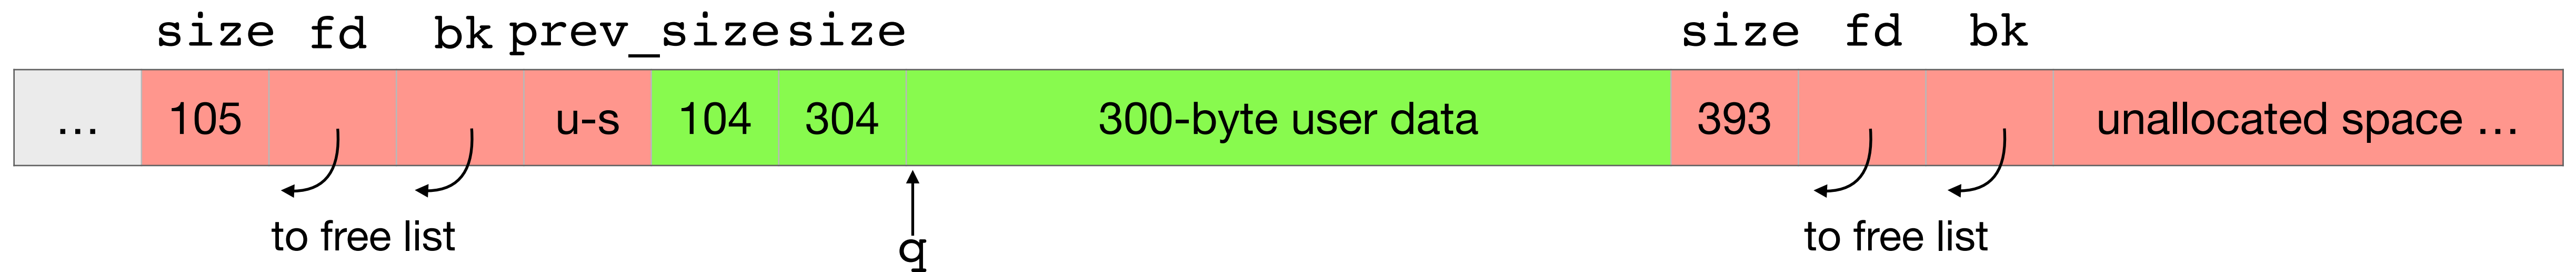 size fd bk prev_size size size fd bk
… 105 u-s 104 304 300-byte user data 393 unallocated space …
to free list q to free list